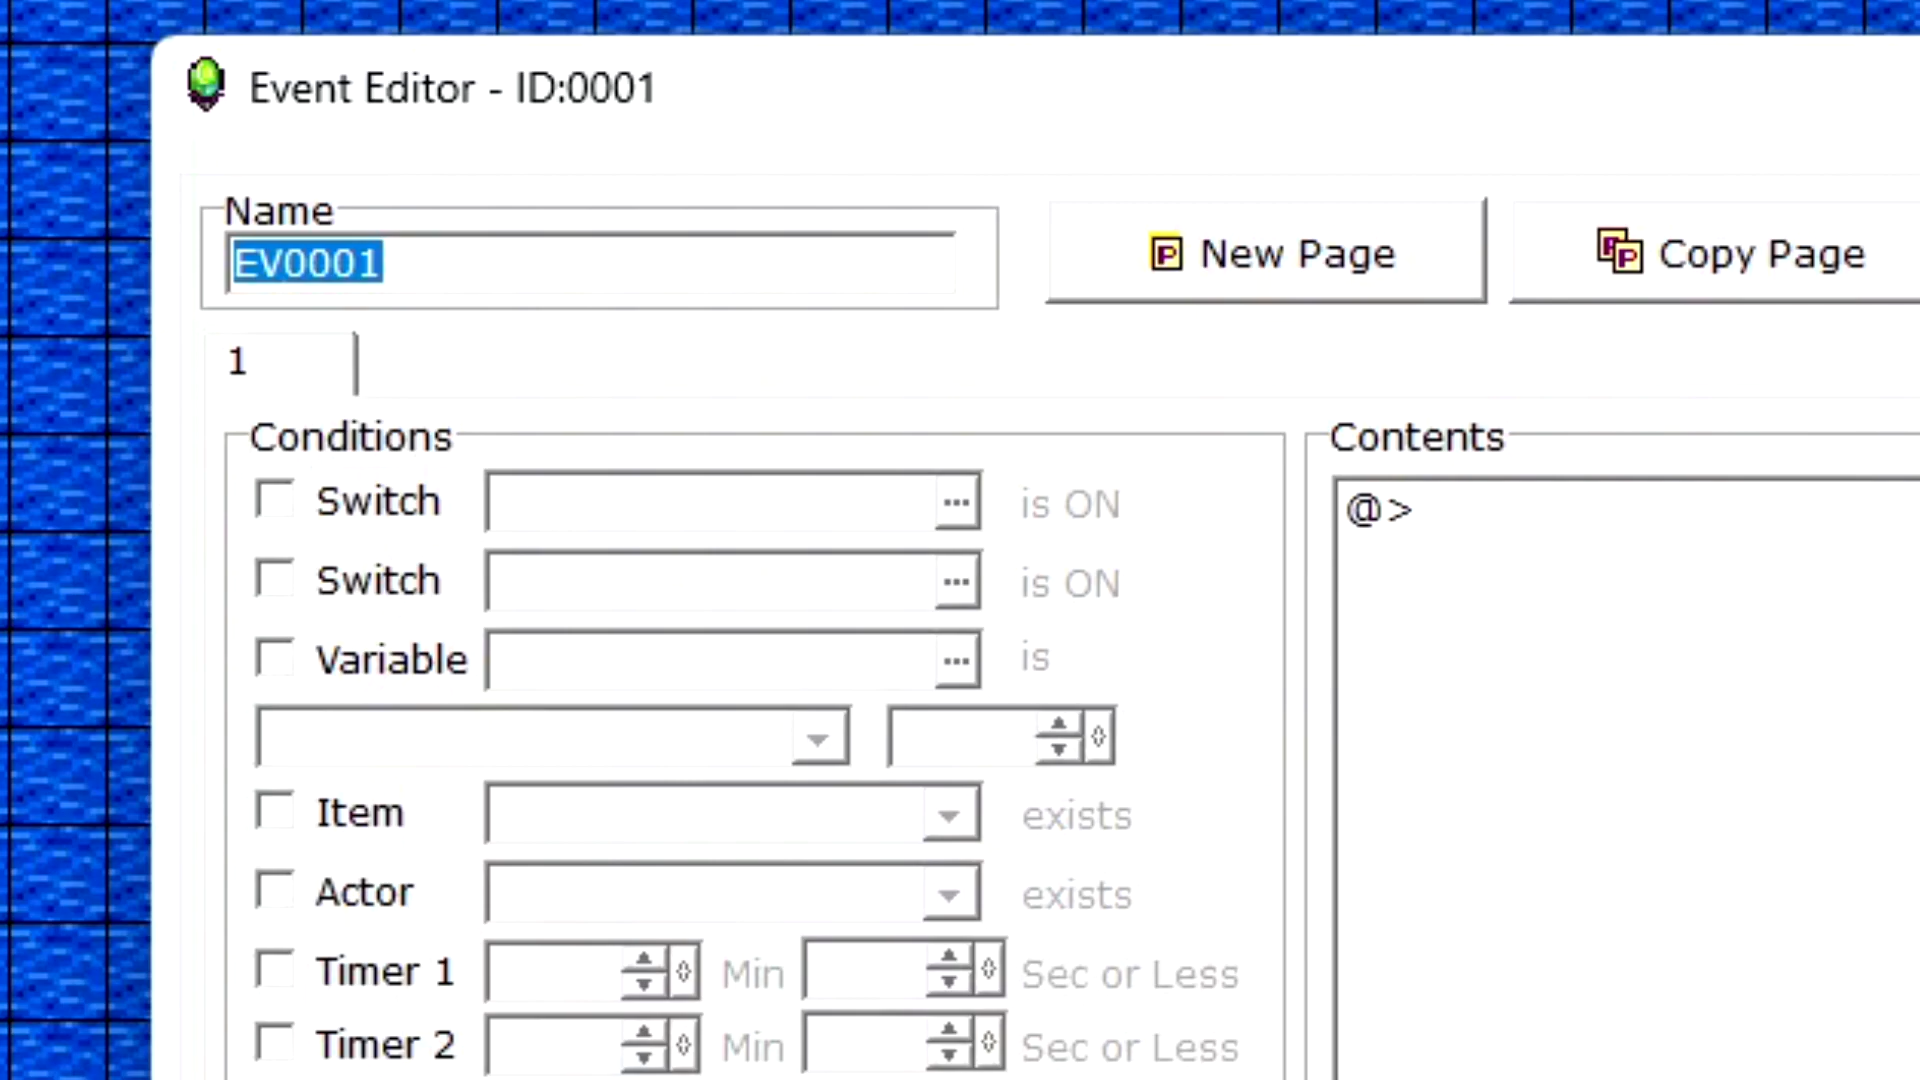 Event Editor - ID:0001
Name
EV0001
New Page
Copy Page
1
Conditions
Contents
Switch ... is ON
@>
Switch ... is ON
Variable ... is
Item exists
Actor exists
Timer 1 Min Sec or Less
Timer 2 Min Sec or Less